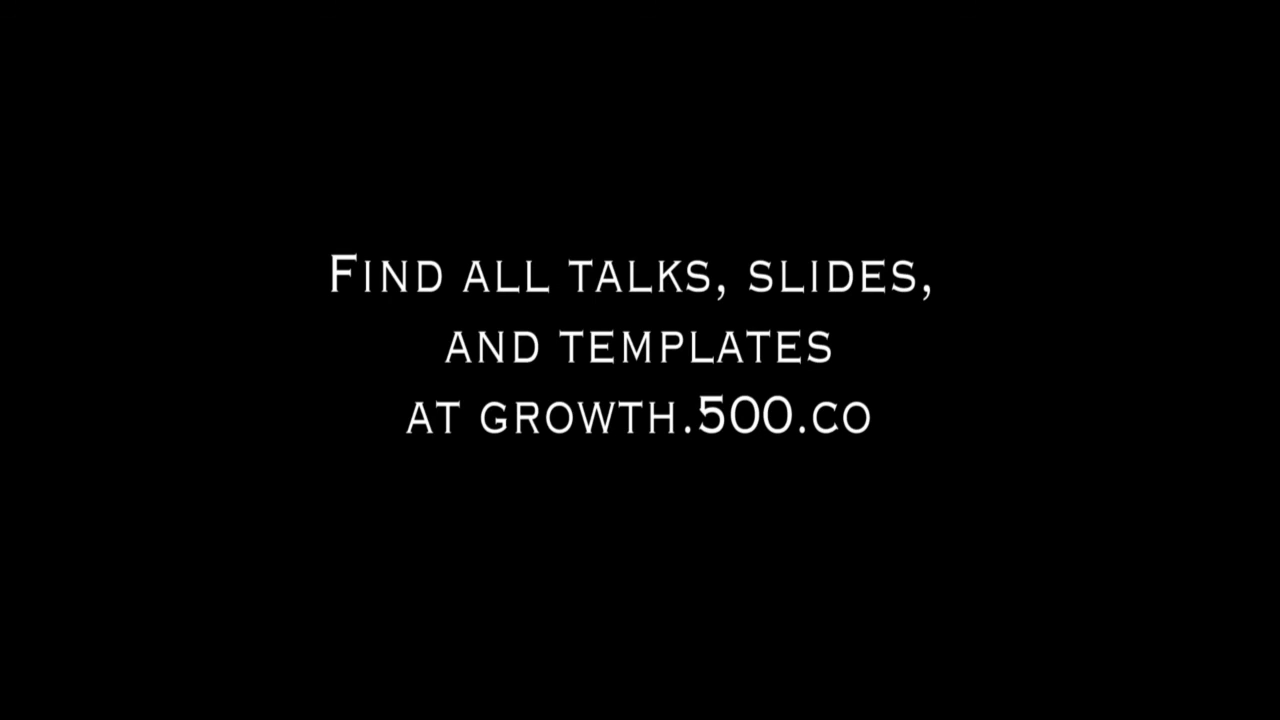 Find all talks, slides,
and templates
at growth.500.co